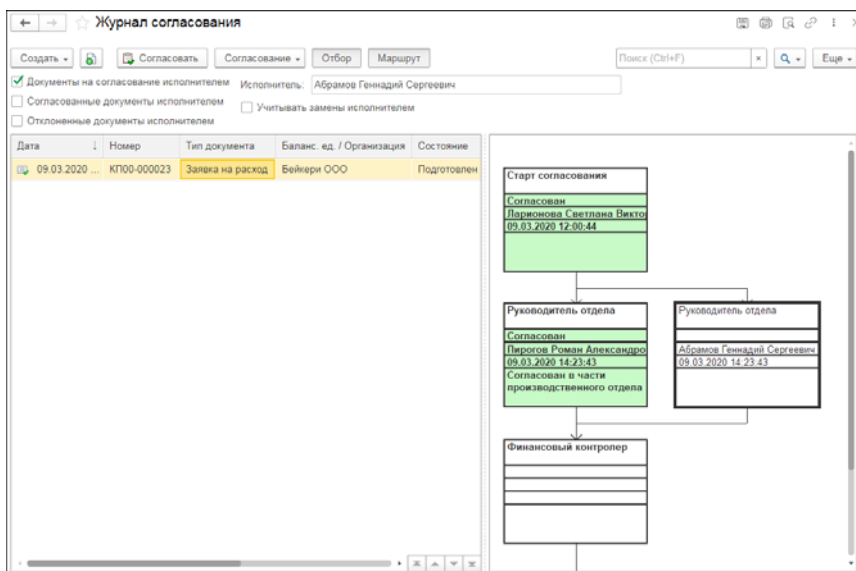 Журнал согласования
Создать
Согласовать
Согласование
Отбор
Маршрут
Поиск (Ctrl+F)
Еще
Документы на согласование исполнителем
Исполнитель: Абрамов Геннадий Сергеевич
Согласованные документы исполнителем
Учитывать замены исполнителем
Отклоненные документы исполнителем
Дата Номер Тип документа Баланс. ед. / Организация Состояние
09.03.2020 ... КП00-000023 Заявка на расход Бейкери ООО Подготовлен
Старт согласования
Согласован
Ларионова Светлана Викто
09.03.2020 12:00:44
Руководитель отдела
Согласован
Пирогов Роман Александро
09.03.2020 14:23:43
Согласован в части
производственного отдела
Руководитель отдела
Абрамов Геннадий Сергеевич
09.03.2020 14:23:43
Финансовый контролер